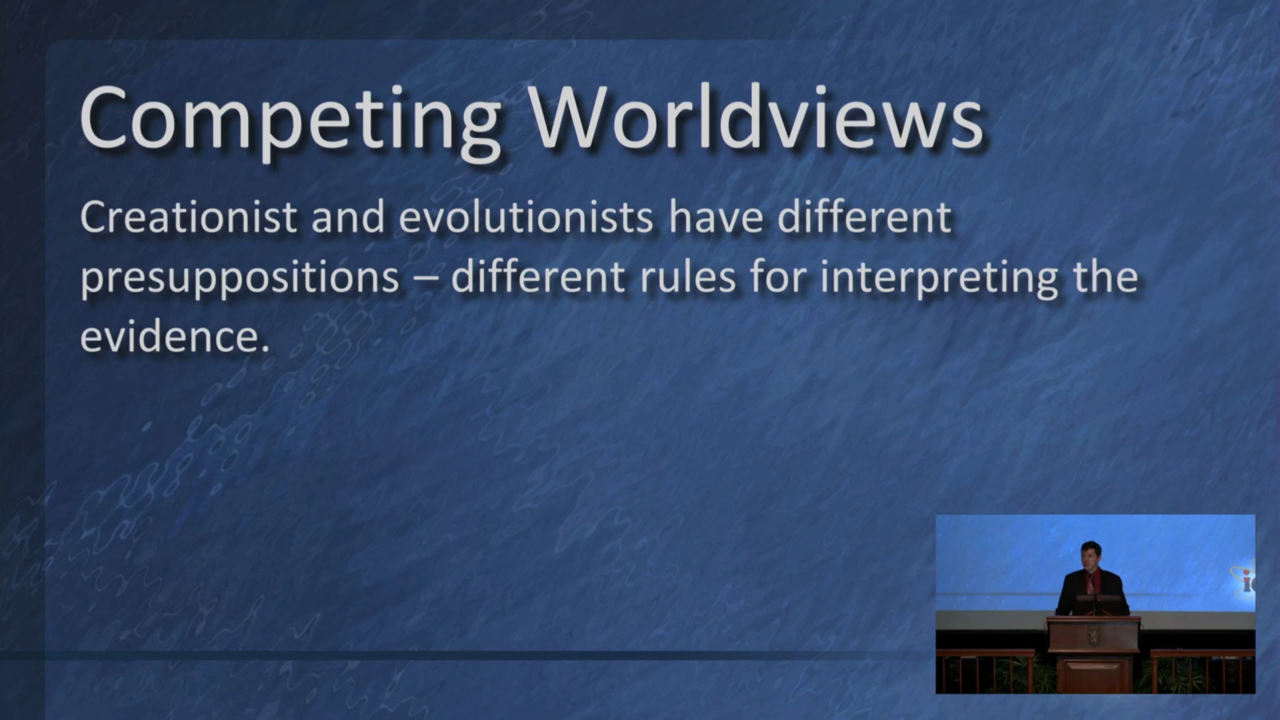 Competing Worldviews
Creationist and evolutionists have different
presuppositions – different rules for interpreting the
evidence.